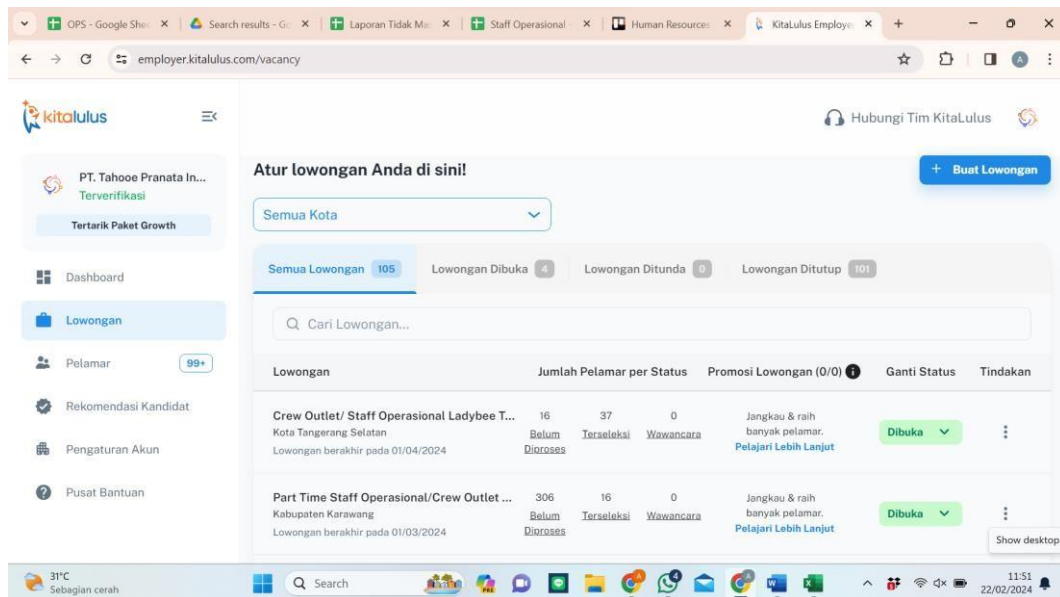 OPS - Google Shee
Search results - Go
Laporan Tidak Ma
Staff Operasional -
Human Resources
KitaLulus Employe
employer.kitalulus.com/vacancy
A
kitalulus
Hubungi Tim KitaLulus
PT. Tahooe Pranata In...
Terverifikasi
Tertarik Paket Growth
Atur lowongan Anda di sini!
+ Buat Lowongan
Semua Kota
Dashboard
Lowongan
Pelamar 99+
Rekomendasi Kandidat
Pengaturan Akun
Pusat Bantuan
Semua Lowongan 105
Lowongan Dibuka 4
Lowongan Ditunda 0
Lowongan Ditutup 101
Cari Lowongan...
Lowongan
Jumlah Pelamar per Status
Promosi Lowongan (0/0)
Ganti Status
Tindakan
Crew Outlet/ Staff Operasional Ladybee T...
Kota Tangerang Selatan
Lowongan berakhir pada 01/04/2024
16
Belum
Diproses
37
Terseleksi
0
Wawancara
Jangkau & raih
banyak pelamar.
Pelajari Lebih Lanjut
Dibuka
Part Time Staff Operasional/Crew Outlet ...
Kabupaten Karawang
Lowongan berakhir pada 01/03/2024
306
Belum
Diproses
16
Terseleksi
0
Wawancara
Jangkau & raih
banyak pelamar.
Pelajari Lebih Lanjut
Dibuka
Show desktop
31°C
Sebagian cerah
Search
11:51
22/02/2024